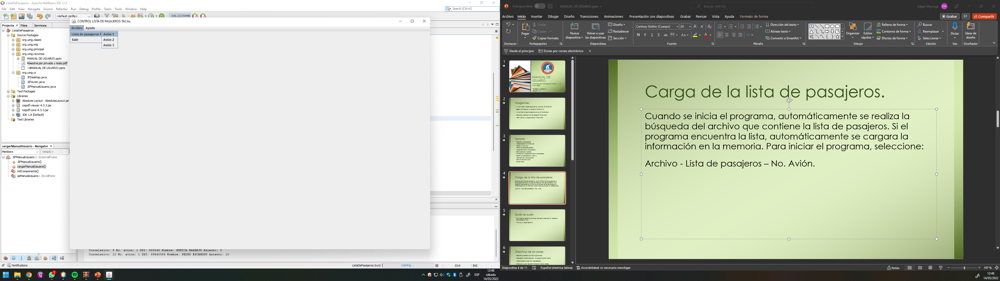 ListaDePasajeros - Apache NetBeans IDE 12.3
File Edit View Navigate Source Refactor Run Debug Profile Team Tools Window Help
Search (Ctrl+I)
<default config>
646.2/2154MB
Projects Files Services
ListaDePasajeros
Source Packages
org.umg.clases
org.umg.img
org.umg.principal
org.umg.recursos
MANUAL DE USUARIO.pptx
Maestria por privado y tesis.pdf
~$MANUAL DE USUARIO.pptx
org.umg.ui
JFDesktop.java
JIFAvion.java
JIFManualUsuario.java
Test Packages
Libraries
Absolute Layout - AbsoluteLayout.jar
icepdf-viewer-4.3.3.jar
icepdf-core-4.3.3.jar
JDK 1.8 (Default)
Test Libraries
cargarManualUsuario - Navigator
Members
<empty>
JIFManualUsuario :: JInternalFrame
JIFManualUsuario()
cargarManualUsuario()
initComponents()
spManualUsuario : JScrollPane
CONTROL LISTA DE PASAJEROS TACAs.
Archivo Ayuda
Lista de pasajeros
Salir
Avión 1
Avión 2
Avión 3
Correlativo: 9 No. avion: 1 DPI: 989345 Nombre: MONICA NARANJO Asiento: 9
Correlativo: 10 No. avion: 1 DPI: 89540085 Nombre: PEDRO ESCAMOSO Asiento: 10
Notifications
ListaDePasajeros (run)
running...
33:9
INS
1
ESP
12:48
sábado
14/05/2022
Autoguardado
MANUAL DE USUARIO.pptx
Buscar (Alt+Q)
Edgar Mayorga
EM
Archivo Inicio Insertar Dibujar Diseño Transiciones Animaciones Presentación con diapositivas Grabar Revisar Vista Ayuda Formato de forma
Grabar
Compartir
Deshacer
Pegar
Cortar
Copiar
Copiar formato
Portapapeles
Nueva diapositiva
Volver a usar las diapositivas
Diseño
Restablecer
Sección
Diapositivas
Century Gothic (Cuerpo)
24
N K S S ab AV Aa
Fuente
Dirección del texto
Alinear texto
Convertir a SmartArt
Párrafo
Organizar
Estilos rápidos
Relleno de forma
Contorno de forma
Efectos de forma
Dibujo
Buscar
Reemplazar
Seleccionar
Edición
Dictar
Voz
Ideas de diseño
Diseñador
Desde el principio
Enviar por correo electrónico
1
MANUAL DE
USUARIO
2
Integrantes
3
Temario
4
Carga de la lista de pasajeros.
5
Quién es quién
6
Directivas de las clases
Carga de la lista de pasajeros.
Cuando se inicia el programa, automáticamente se realiza la
búsqueda del archivo que contiene la lista de pasajeros. Si el
programa encuentra la lista, automáticamente se cargara la
información en la memoria. Para iniciar el programa, seleccione:
Archivo - Lista de pasajeros – No. Avión.
Diapositiva 4 de 11
Español (América latina)
Accesibilidad: es necesario investigar
Notas
107 %
12:48
14/05/2022